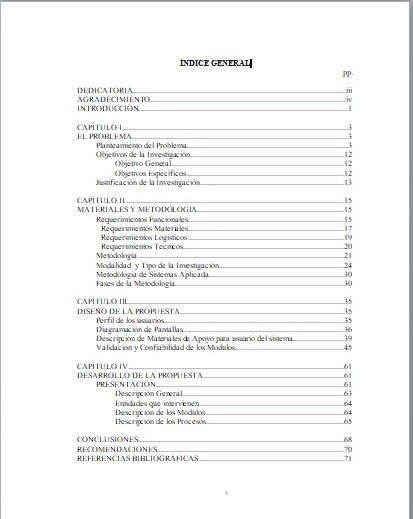 ÍNDICE GENERAL
pp.
DEDICATORIA iii
AGRADECIMIENTO iv
INTRODUCCIÓN 1
CAPÍTULO I 3
EL PROBLEMA 3
Planteamiento del Problema 3
Objetivos de la Investigación 12
Objetivo General 12
Objetivos Específicos 12
Justificación de la Investigación 13
CAPÍTULO II 15
MATERIALES Y METODOLOGIA 15
Requerimientos Funcionales 15
Requerimientos Materiales 17
Requerimientos Logísticos 19
Requerimientos Tecnicos 20
Metodologia 21
Modalidad y Tipo de la Investigación 24
Metodologia de Sistemas Aplicada 30
Fases de la Metodología 30
CAPÍTULO III 35
DISEÑO DE LA PROPUESTA 35
Perfil de los usuarios 35
Diagramación de Pantallas 36
Descripción de Materiales de Apoyo para usuario del sistema 39
Validación y Confiabilidad de los Módulos 45
CAPÍTULO IV 61
DESARROLLO DE LA PROPUESTA 61
PRESENTACIÓN 61
Descripción General 63
Entidades que intervienen 64
Descripción de los Módulos 64
Descripción de los Procesos 65
CONCLUSIONES 68
RECOMENDACIONES 70
REFERENCIAS BIBLIOGRÁFICAS 71